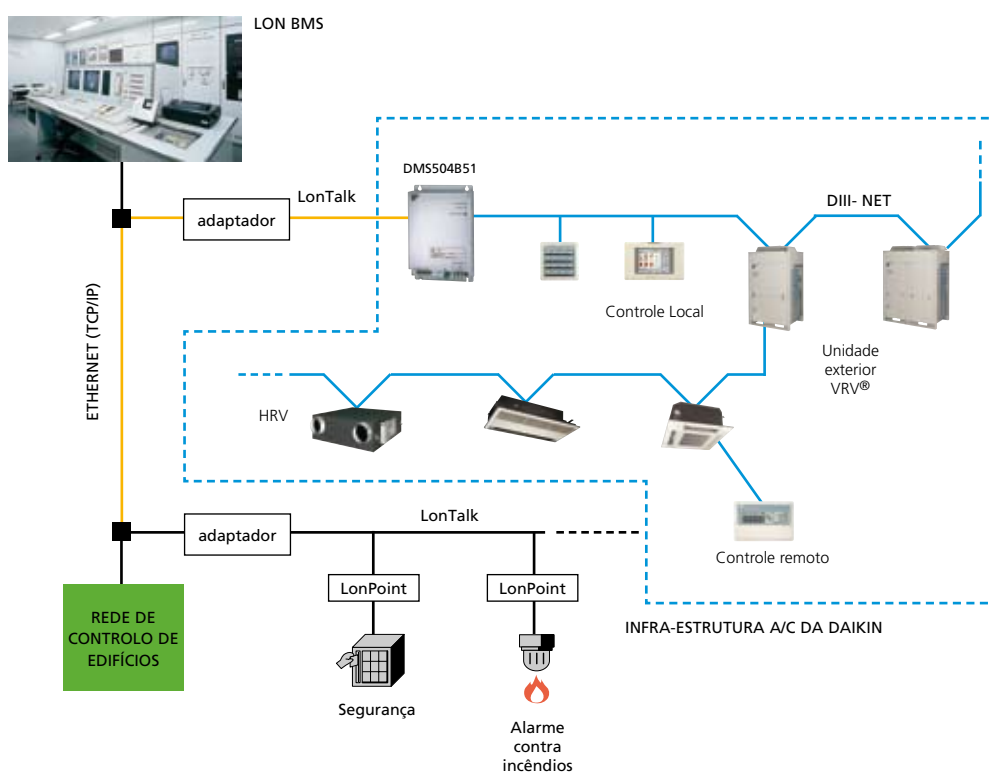 LON BMS
DMS504B51
LonTalk
adaptador
DIII- NET
Controle Local
Unidade
exterior
VRV®
ETHERNET (TCP/IP)
HRV
LonTalk
adaptador
Controle remoto
LonPoint
LonPoint
REDE DE
CONTROLO DE
EDIFÍCIOS
INFRA-ESTRUTURA A/C DA DAIKIN
Segurança
Alarme
contra
incêndios